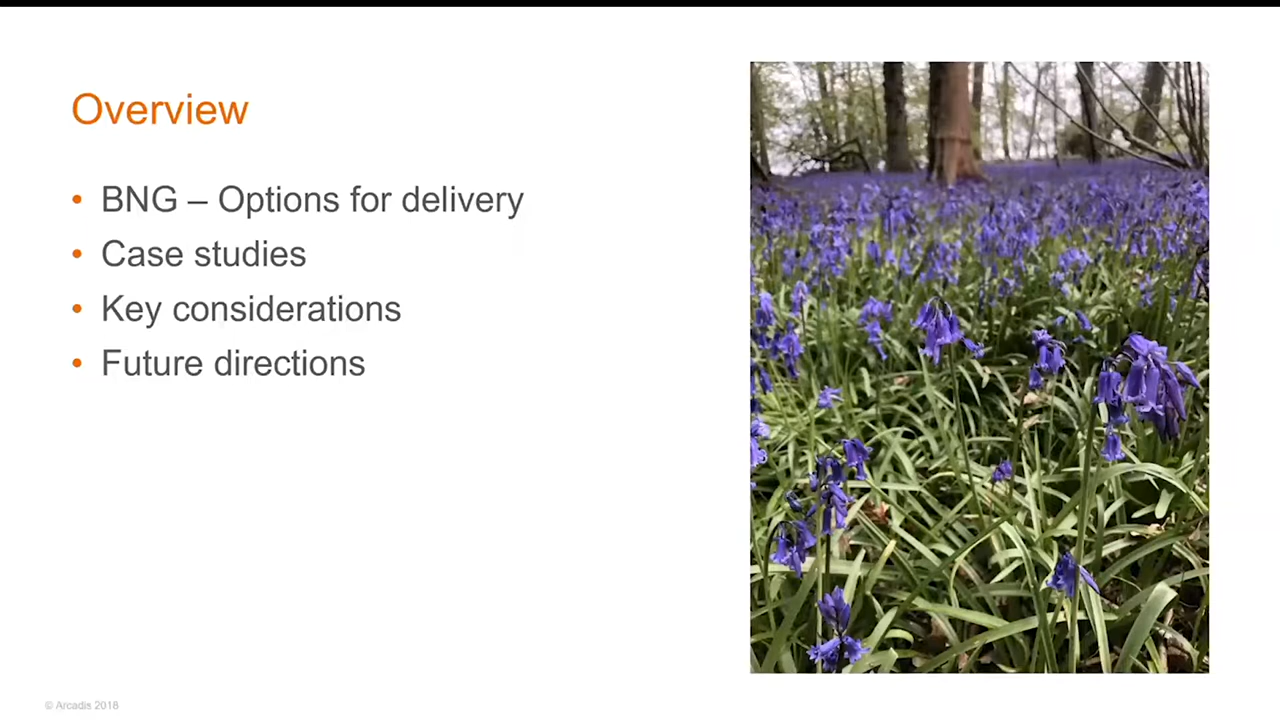 Overview
• BNG – Options for delivery
• Case studies
• Key considerations
• Future directions
© Arcadis 2018